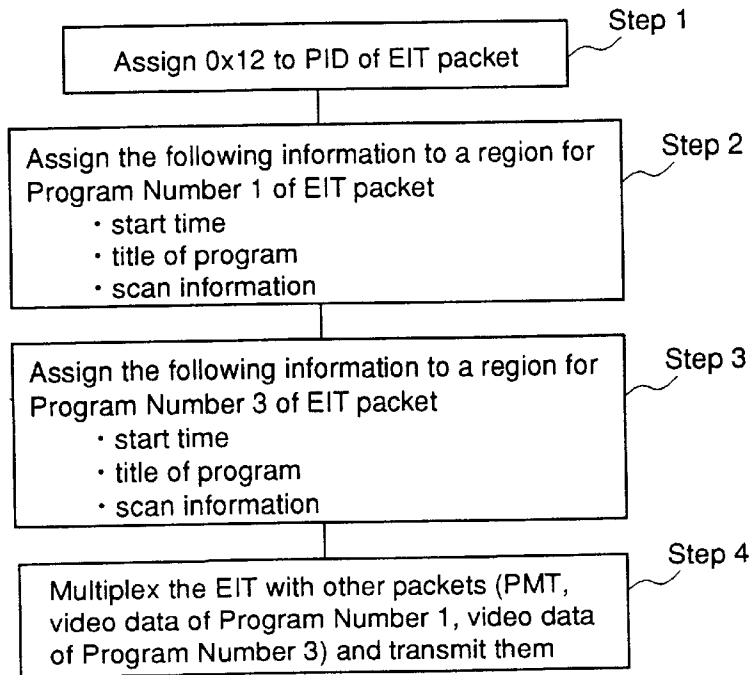 Step 1
Assign 0x12 to PID of EIT packet
Step 2
Assign the following information to a region for
Program Number 1 of EIT packet
・start time
・title of program
・scan information
Step 3
Assign the following information to a region for
Program Number 3 of EIT packet
・start time
・title of program
・scan information
Step 4
Multiplex the EIT with other packets (PMT,
video data of Program Number 1, video data
of Program Number 3) and transmit them